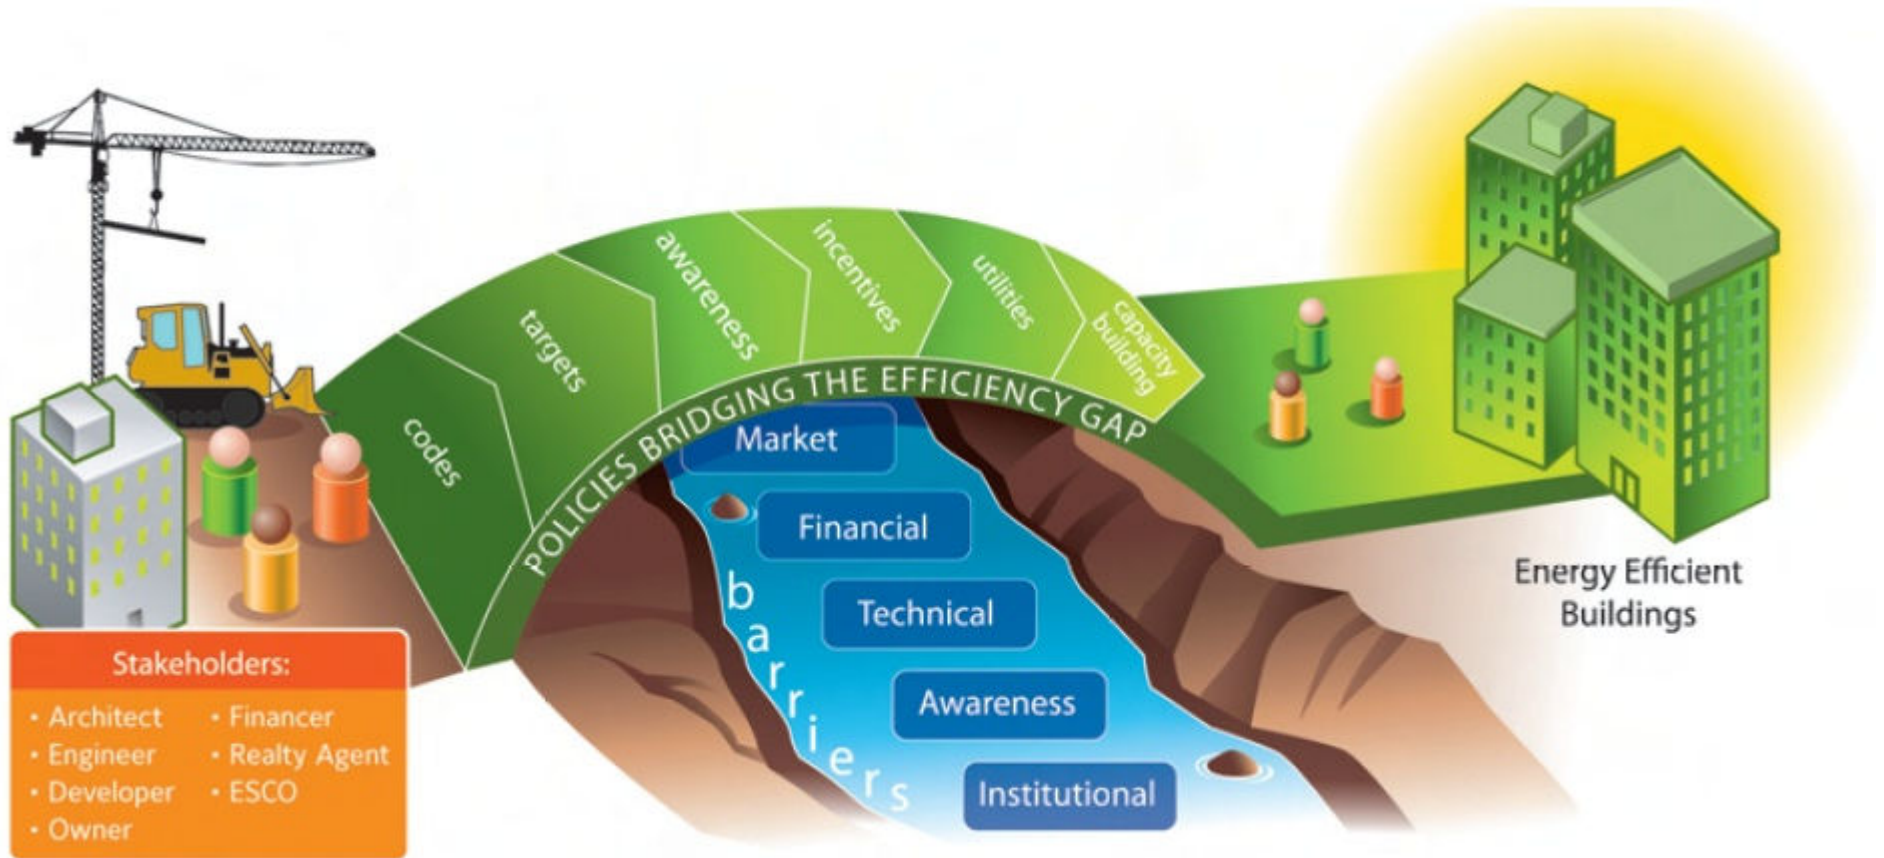 codes
targets
awareness
incentives
utilities
capacity
building
POLICIES BRIDGING THE EFFICIENCY GAP
barriers
Market
Financial
Technical
Awareness
Institutional
Energy Efficient
Buildings
Stakeholders:
• Architect
• Engineer
• Developer
• Owner
• Financer
• Realty Agent
• ESCO